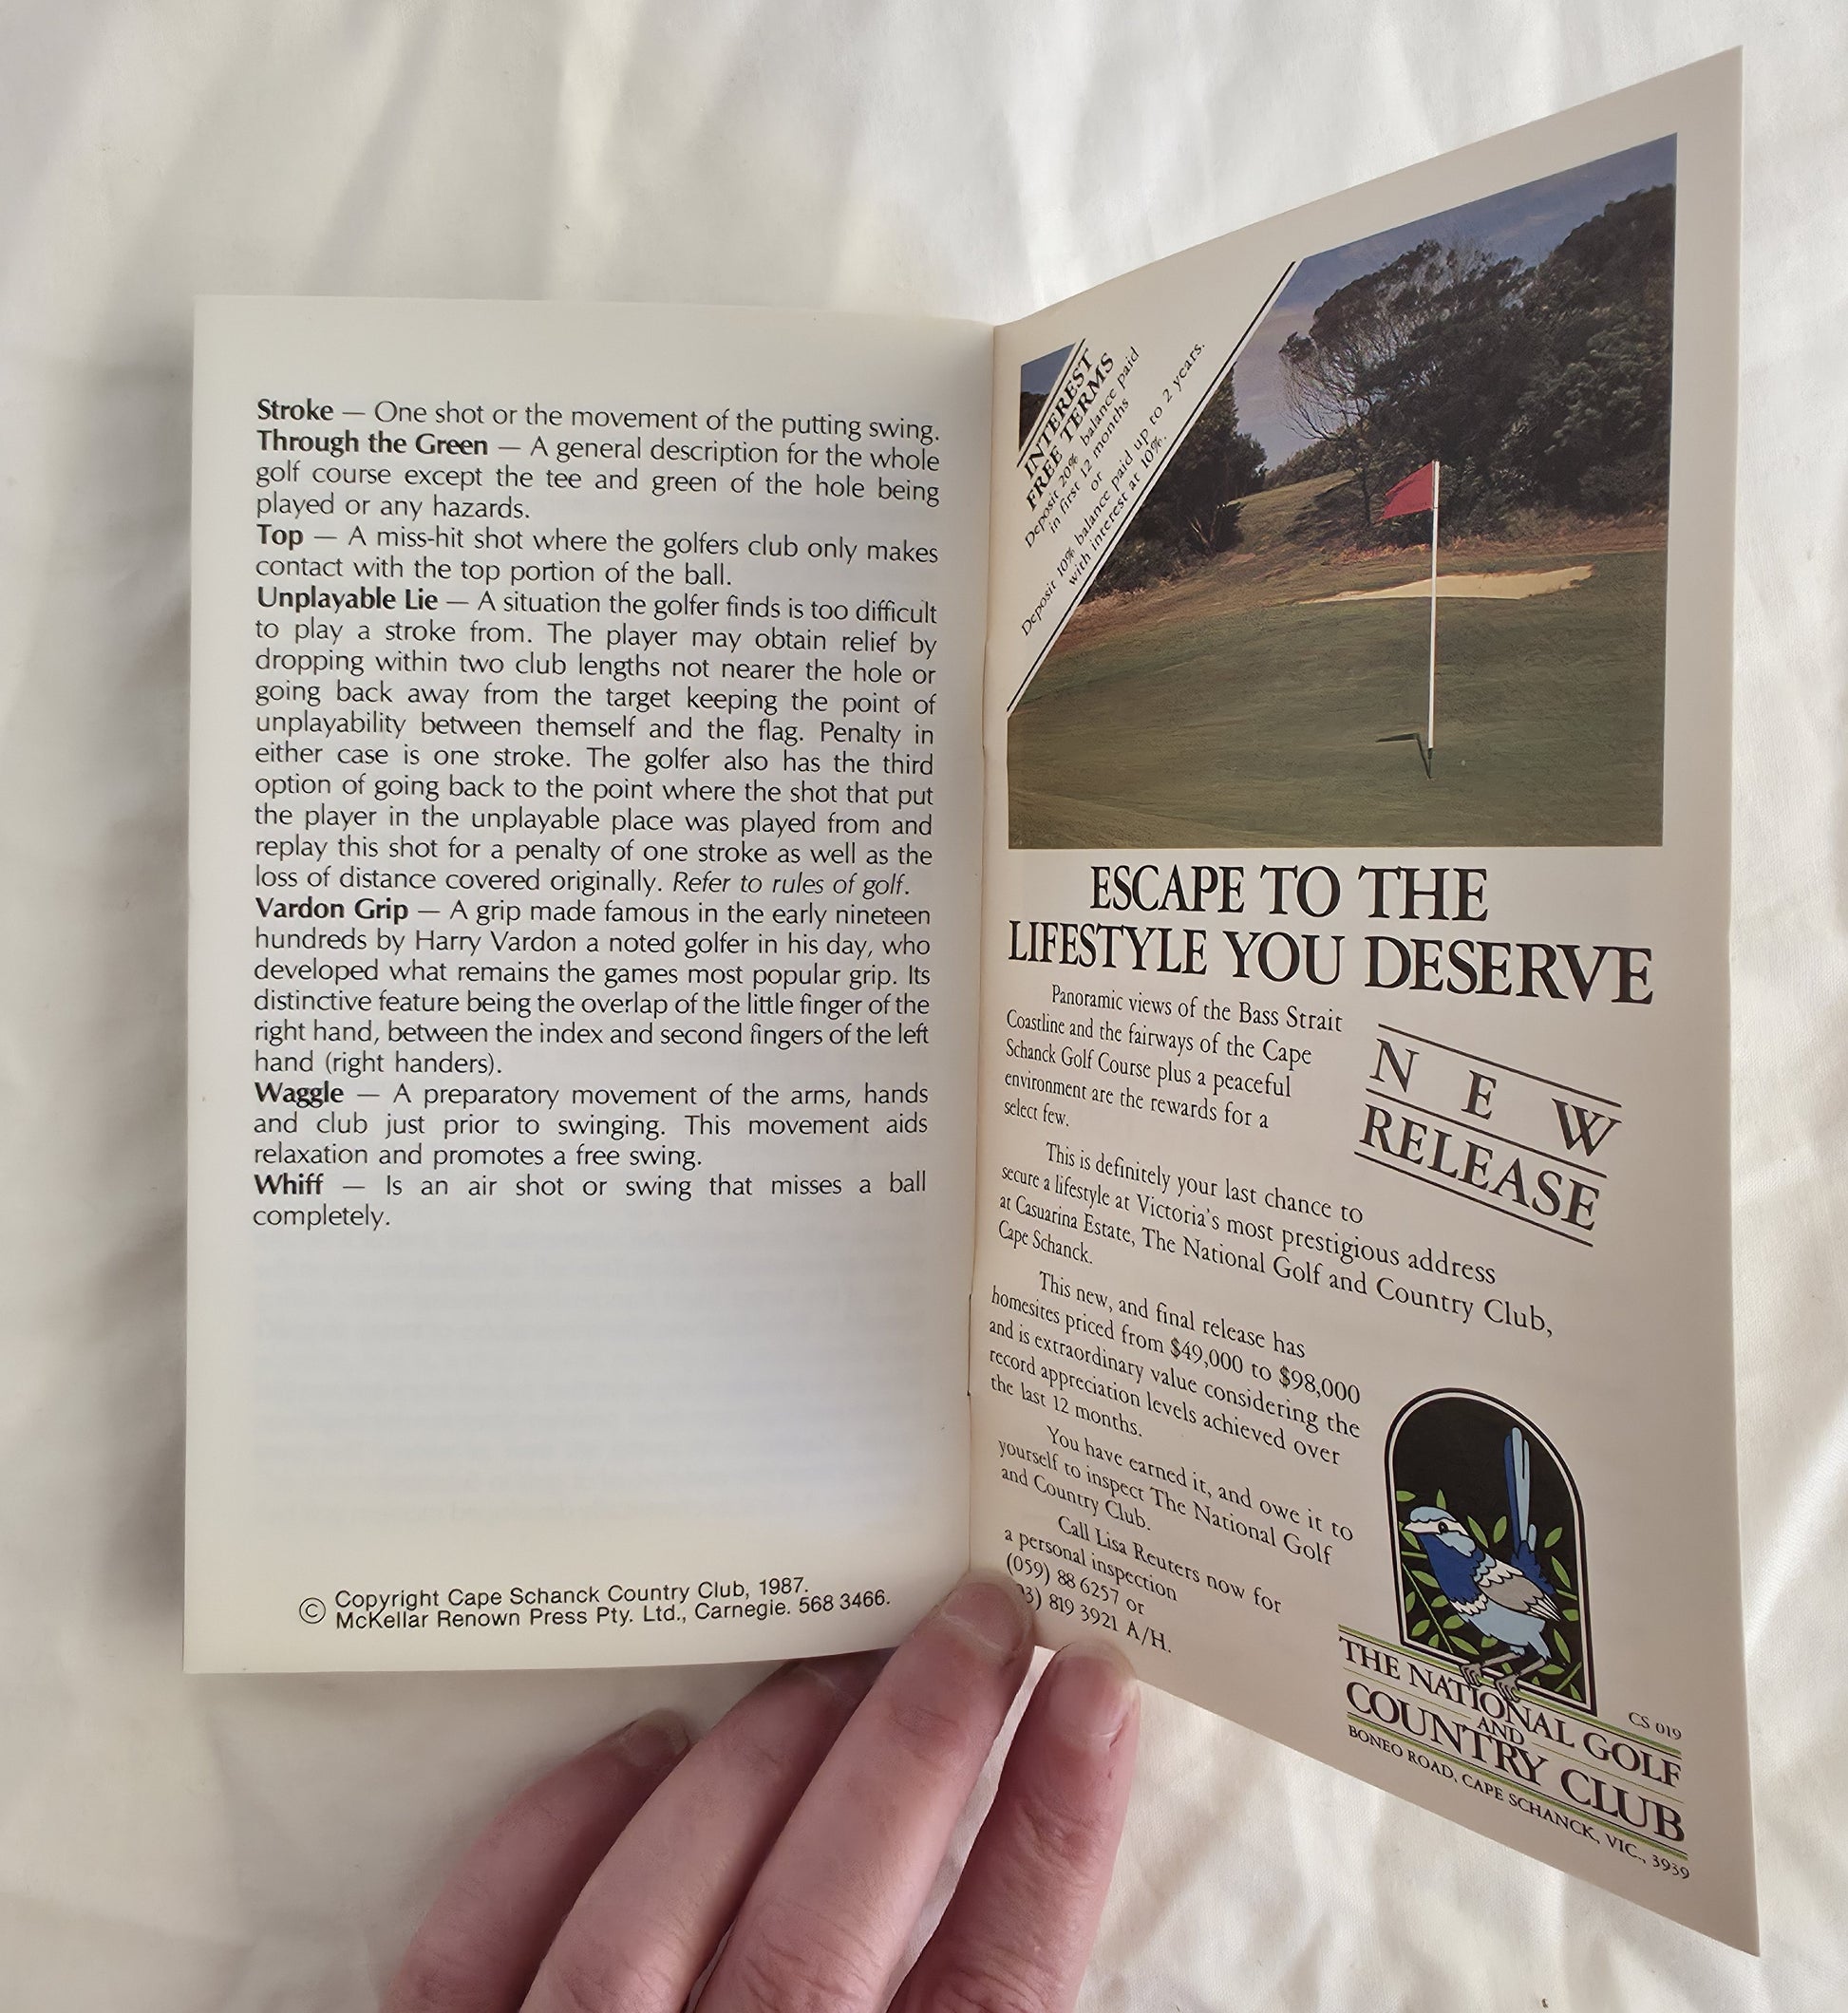 Stroke — One shot or the movement of the putting swing.
Through the Green — A general description for the whole
golf course except the tee and green of the hole being
played or any hazards.
Top — A miss-hit shot where the golfers club only makes
contact with the top portion of the ball.
Unplayable Lie — A situation the golfer finds is too difficult
to play a stroke from. The player may obtain relief by
dropping within two club lengths not nearer the hole or
going back away from the target keeping the point of
unplayability between themself and the flag. Penalty in
either case is one stroke. The golfer also has the third
option of going back to the point where the shot that put
the player in the unplayable place was played from and
replay this shot for a penalty of one stroke as well as the
loss of distance covered originally. Refer to rules of golf.
Vardon Grip — A grip made famous in the early nineteen
hundreds by Harry Vardon a noted golfer in his day, who
developed what remains the games most popular grip. Its
distinctive feature being the overlap of the little finger of the
right hand, between the index and second fingers of the left
hand (right handers).
Waggle — A preparatory movement of the arms, hands
and club just prior to swinging. This movement aids
relaxation and promotes a free swing.
Whiff — Is an air shot or swing that misses a ball
completely.
© Copyright Cape Schanck Country Club, 1987.
McKellar Renown Press Pty. Ltd., Carnegie. 568 3466.
INTEREST
FREE TERMS
Deposit 20% balance paid
in first 12 months
or
Deposit 10% balance paid up to 2 years.
with interest at 10%.
ESCAPE TO THE
LIFESTYLE YOU DESERVE
Panoramic views of the Bass Strait
Coastline and the fairways of the Cape
Schanck Golf Course plus a peaceful
environment are the rewards for a
select few.
NEW
RELEASE
This is definitely your last chance to
secure a lifestyle at Victoria's most prestigious address
at Casuarina Estate, The National Golf and Country Club,
Cape Schanck.
This new, and final release has
homesites priced from $49,000 to $98,000
and is extraordinary value considering the
record appreciation levels achieved over
the last 12 months.
You have earned it, and owe it to
yourself to inspect The National Golf
and Country Club.
Call Lisa Reuters now for
a personal inspection
(059) 88 6257 or
3) 819 3921 A/H.
CS 019
THE NATIONAL GOLF
AND
COUNTRY CLUB
BONEO ROAD, CAPE SCHANCK, VIC., 3939